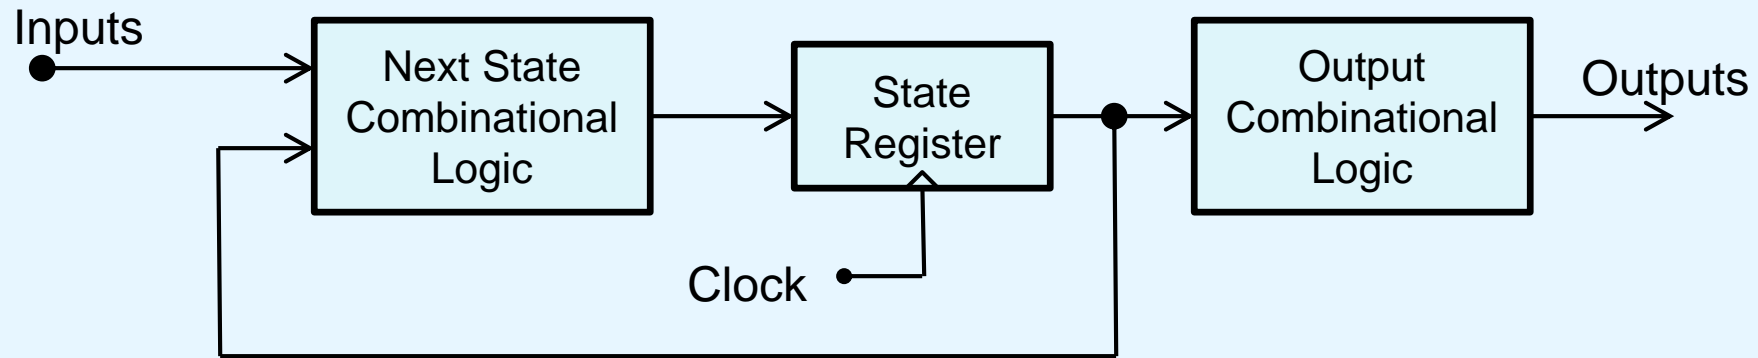 Inputs
Next State
Combinational
Logic
State
Register
Output
Combinational
Logic
Outputs
Clock